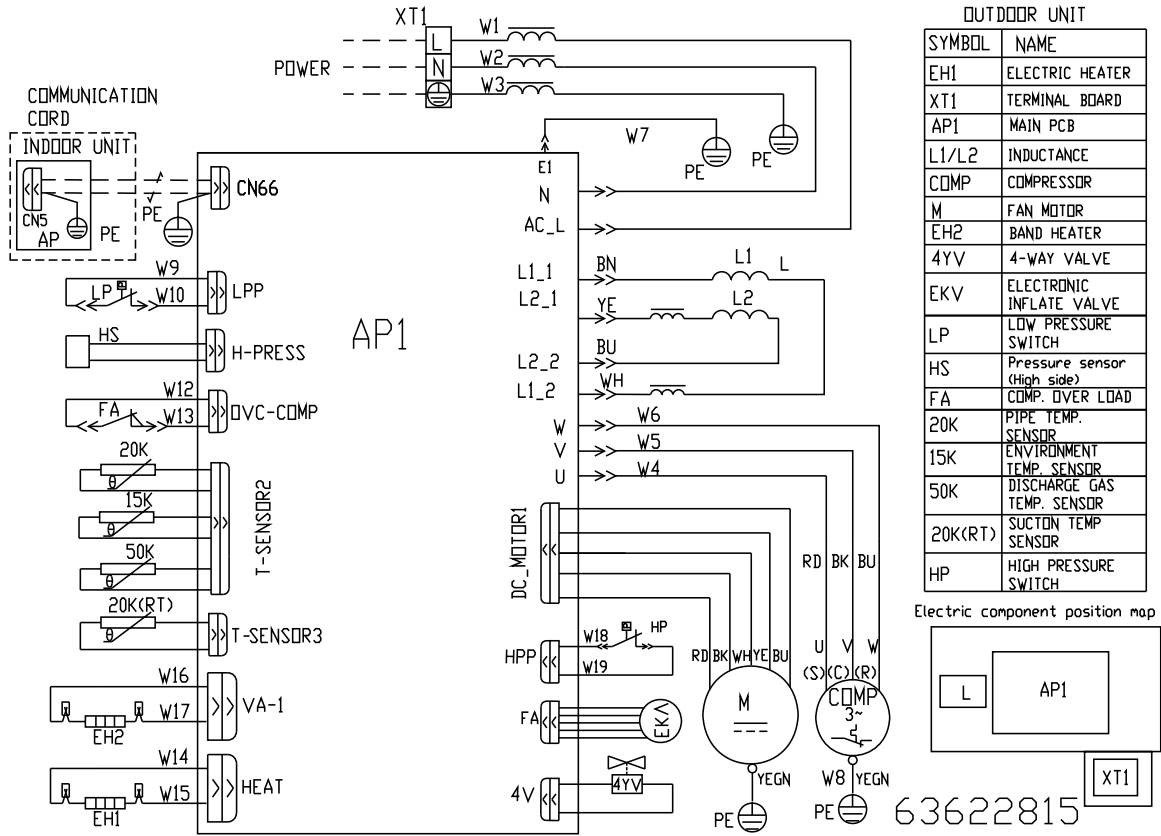 XT1
POWER
L
N
W1
W2
W3
W7
PE
PE
COMMUNICATION
CORD
INDOOR UNIT
CN5
AP
PE
PE
CN66
E1
N
AC_L
W9
LP
W10
LPP
HS
H-PRESS
W12
FA
W13
OVC-COMP
20K
θ
15K
θ
50K
θ
T-SENSOR2
20K(RT)
θ
T-SENSOR3
W16
W17
EH2
VA-1
W14
W15
EH1
HEAT
AP1
L1_1
BN
L1
L
L2_1
YE
L2
L2_2
BU
L1_2
WH
W
W6
V
W5
U
W4
DC_MOTOR1
RD
BK
BU
HPP
W18
HP
W19
FA
EKV
4V
4YV
RD BK WH YE BU
M
YEGN
PE
U V W
(S) (C) (R)
COMP
3~
W8
YEGN
PE
OUTDOOR UNIT
SYMBOL NAME
EH1 ELECTRIC HEATER
XT1 TERMINAL BOARD
AP1 MAIN PCB
L1/L2 INDUCTANCE
COMP COMPRESSOR
M FAN MOTOR
EH2 BAND HEATER
4YV 4-WAY VALVE
EKV ELECTRONIC
INFLATE VALVE
LP LOW PRESSURE
SWITCH
HS Pressure sensor
(High side)
FA COMP. OVER LOAD
20K PIPE TEMP.
SENSOR
15K ENVIRONMENT
TEMP. SENSOR
50K DISCHARGE GAS
TEMP. SENSOR
20K(RT) SUCTON TEMP
SENSOR
HP HIGH PRESSURE
SWITCH
Electric component position map
L
AP1
XT1
63622815